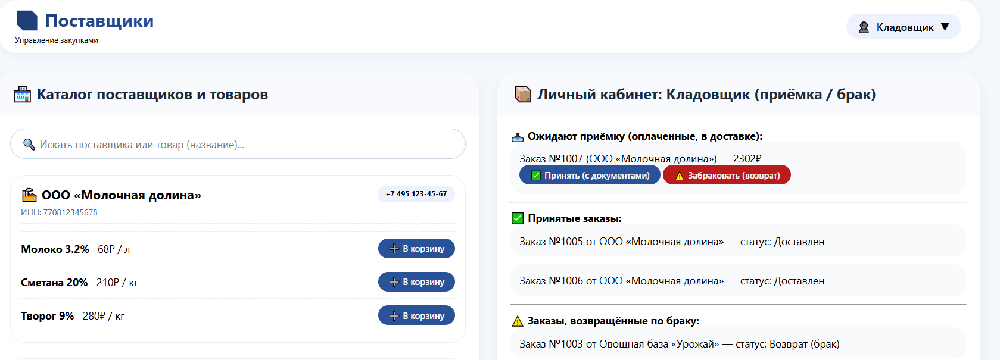 Поставщики
Управление закупками
Кладовщик ▼
Каталог поставщиков и товаров
Искать поставщика или товар (название)...
ООО «Молочная долина»
+7 495 123-45-67
ИНН: 770812345678
Молоко 3.2% 68₽ / л
В корзину
Сметана 20% 210₽ / кг
В корзину
Творог 9% 280₽ / кг
В корзину
Личный кабинет: Кладовщик (приёмка / брак)
Ожидают приёмку (оплаченные, в доставке):
Заказ №1007 (ООО «Молочная долина») — 2302₽
Принять (с документами)
Забраковать (возврат)
Принятые заказы:
Заказ №1005 от ООО «Молочная долина» — статус: Доставлен
Заказ №1006 от ООО «Молочная долина» — статус: Доставлен
Заказы, возвращённые по браку:
Заказ №1003 от Овощная база «Урожай» — статус: Возврат (брак)